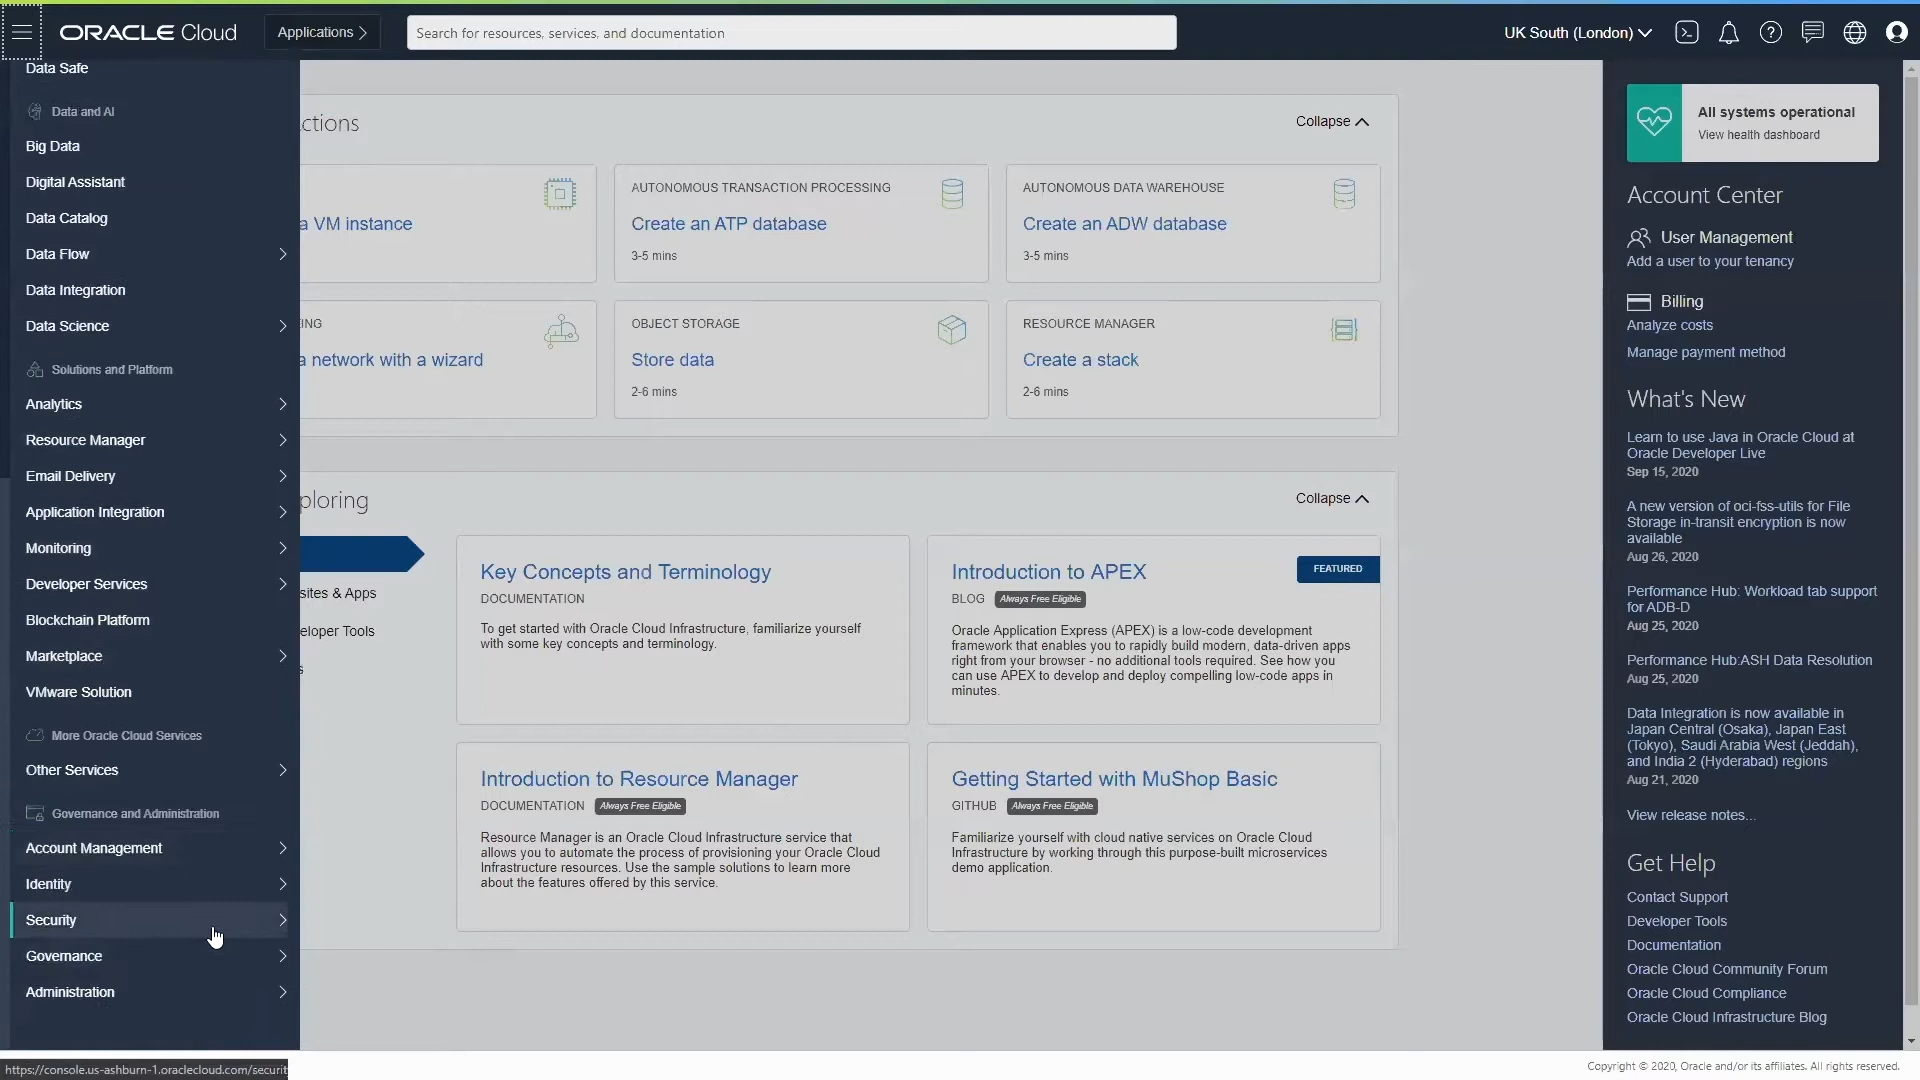 ORACLE Cloud
Applications
Search for resources, services, and documentation
UK South (London)
Data Safe
Data and AI
Big Data
Digital Assistant
Data Catalog
Data Flow
Data Integration
Data Science
Solutions and Platform
Analytics
Resource Manager
Email Delivery
Application Integration
Monitoring
Developer Services
Blockchain Platform
Marketplace
VMware Solution
More Oracle Cloud Services
Other Services
Governance and Administration
Account Management
Identity
Security
Governance
Administration
https://console.us-ashburn-1.oraclecloud.com/securit
ctions
Collapse
a VM instance
AUTONOMOUS TRANSACTION PROCESSING
Create an ATP database
3-5 mins
AUTONOMOUS DATA WAREHOUSE
Create an ADW database
3-5 mins
ING
a network with a wizard
OBJECT STORAGE
Store data
2-6 mins
RESOURCE MANAGER
Create a stack
2-6 mins
ploring
Collapse
sites & Apps
eloper Tools
s
Key Concepts and Terminology
DOCUMENTATION
To get started with Oracle Cloud Infrastructure, familiarize yourself
with some key concepts and terminology.
Introduction to APEX
FEATURED
BLOG Always Free Eligible
Oracle Application Express (APEX) is a low-code development
framework that enables you to rapidly build modern, data-driven apps
right from your browser - no additional tools required. See how you
can use APEX to develop and deploy compelling low-code apps in
minutes.
Introduction to Resource Manager
DOCUMENTATION Always Free Eligible
Resource Manager is an Oracle Cloud Infrastructure service that
allows you to automate the process of provisioning your Oracle Cloud
Infrastructure resources. Use the sample solutions to learn more
about the features offered by this service.
Getting Started with MuShop Basic
GITHUB Always Free Eligible
Familiarize yourself with cloud native services on Oracle Cloud
Infrastructure by working through this purpose-built microservices
demo application.
All systems operational
View health dashboard
Account Center
User Management
Add a user to your tenancy
Billing
Analyze costs
Manage payment method
What's New
Learn to use Java in Oracle Cloud at
Oracle Developer Live
Sep 15, 2020
A new version of oci-fss-utils for File
Storage in-transit encryption is now
available
Aug 26, 2020
Performance Hub: Workload tab support
for ADB-D
Aug 25, 2020
Performance Hub:ASH Data Resolution
Aug 25, 2020
Data Integration is now available in
Japan Central (Osaka), Japan East
(Tokyo), Saudi Arabia West (Jeddah),
and India 2 (Hyderabad) regions
Aug 21, 2020
View release notes...
Get Help
Contact Support
Developer Tools
Documentation
Oracle Cloud Community Forum
Oracle Cloud Compliance
Oracle Cloud Infrastructure Blog
Copyright © 2020, Oracle and/or its affiliates. All rights reserved.